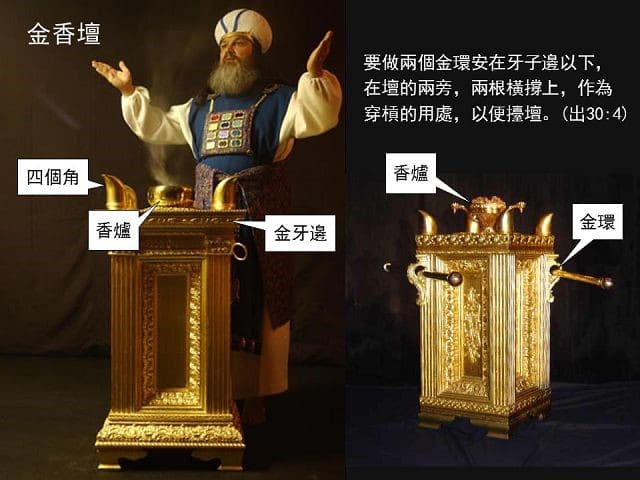 金香壇
要做兩個金環安在牙子邊以下，
在壇的兩旁，兩根橫撐上，作為
穿槓的用處，以便擡壇。(出30:4)
四個角
香爐
金牙邊
香爐
金環